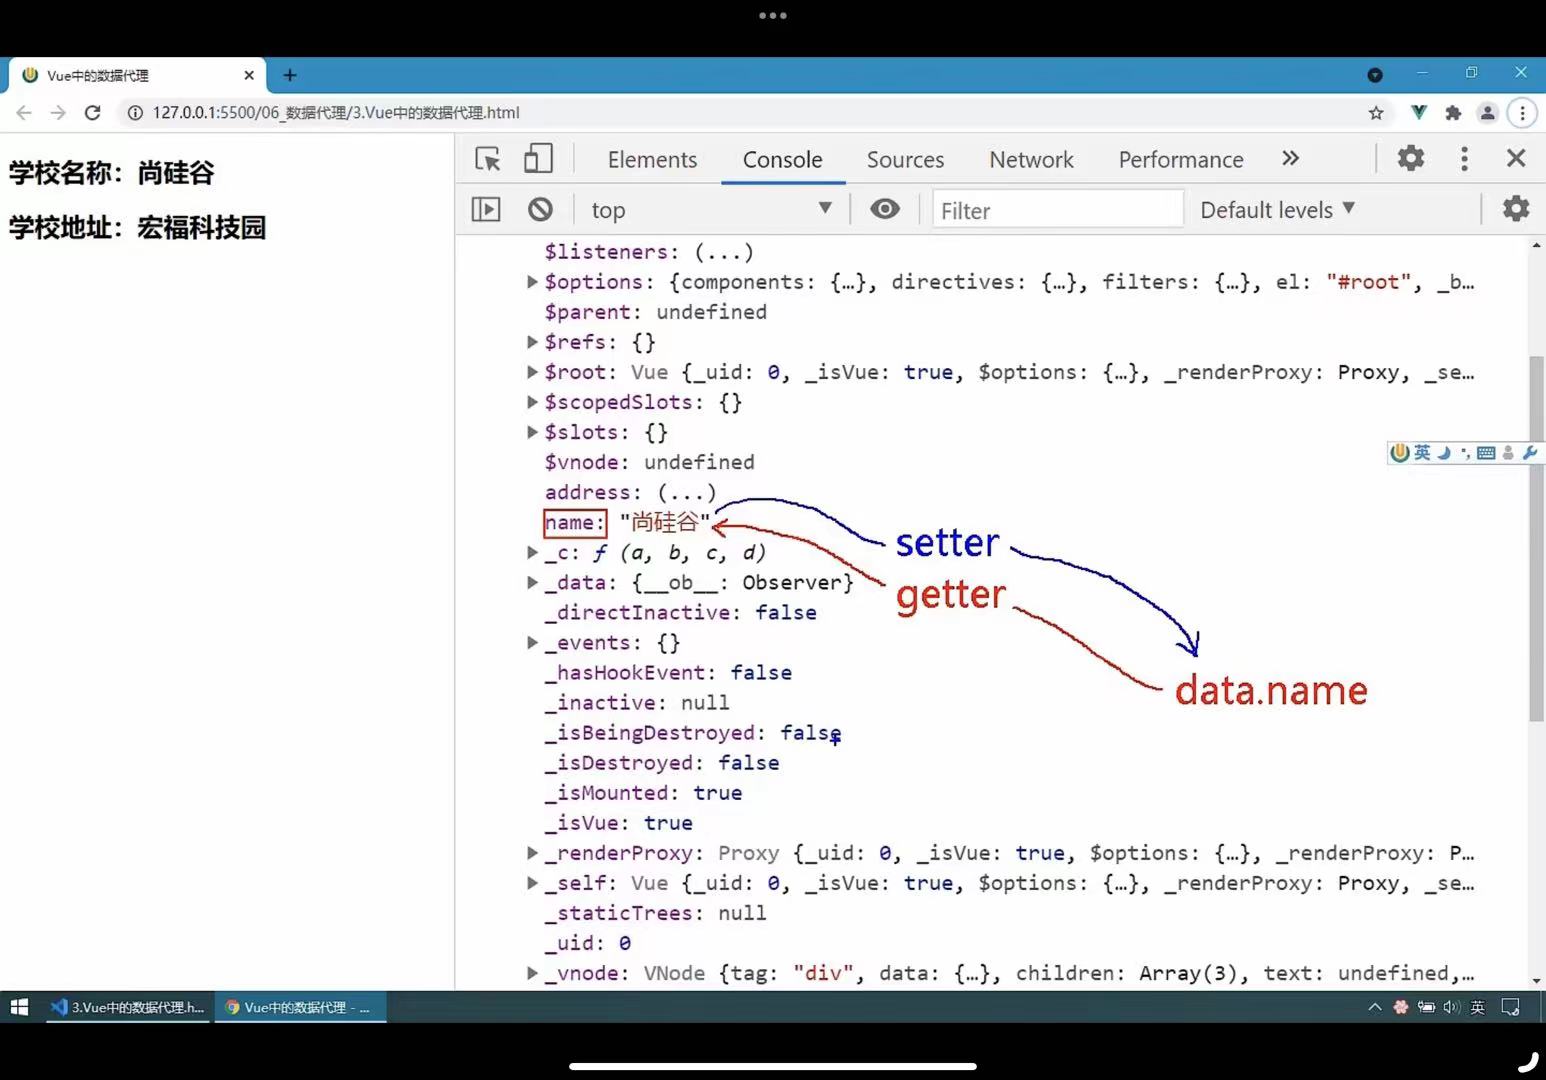 Vue中的数据代理
127.0.0.1:5500/06_数据代理/3.Vue中的数据代理.html
学校名称：尚硅谷
学校地址：宏福科技园
Elements Console Sources Network Performance
top Filter Default levels
$listeners: (...)
$options: {components: {…}, directives: {…}, filters: {…}, el: "#root", _b…
$parent: undefined
$refs: {}
$root: Vue {_uid: 0, _isVue: true, $options: {…}, _renderProxy: Proxy, _se…
$scopedSlots: {}
$slots: {}
$vnode: undefined
address: (...)
name: "尚硅谷"
setter
_c: ƒ (a, b, c, d)
_data: {__ob__: Observer}
getter
_directInactive: false
_events: {}
_hasHookEvent: false
data.name
_inactive: null
_isBeingDestroyed: false
_isDestroyed: false
_isMounted: true
_isVue: true
_renderProxy: Proxy {_uid: 0, _isVue: true, $options: {…}, _renderProxy: P…
_self: Vue {_uid: 0, _isVue: true, $options: {…}, _renderProxy: Proxy, _se…
_staticTrees: null
_uid: 0
_vnode: VNode {tag: "div", data: {…}, children: Array(3), text: undefined,…
英
3.Vue中的数据代理.h...
Vue中的数据代理 - ...
英